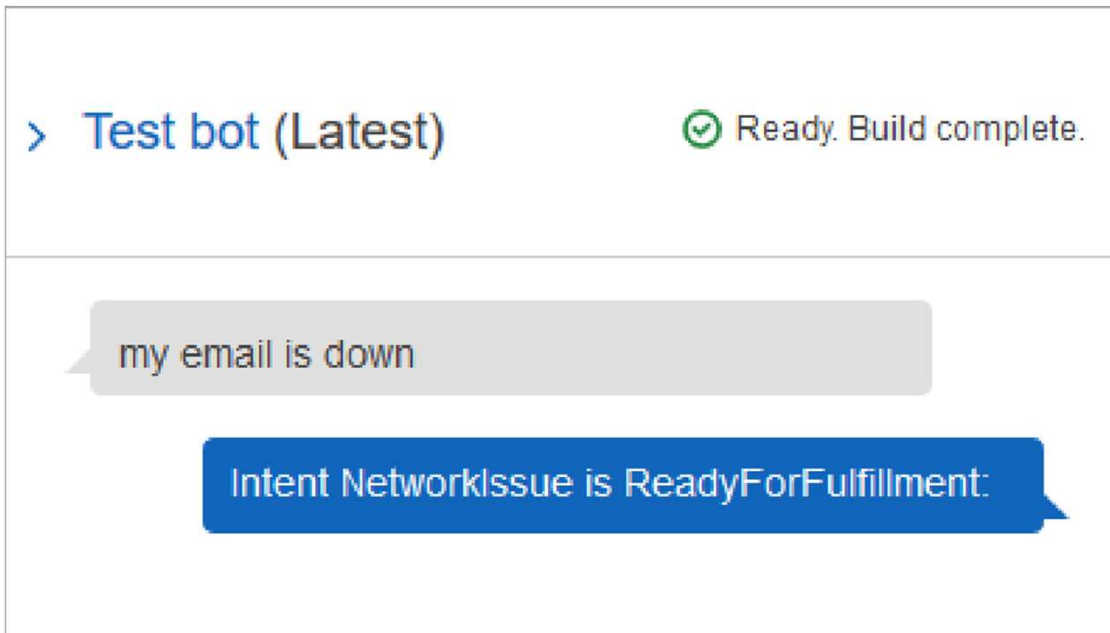 Test bot (Latest)
Ready. Build complete.
my email is down
Intent NetworkIssue is ReadyForFulfillment: